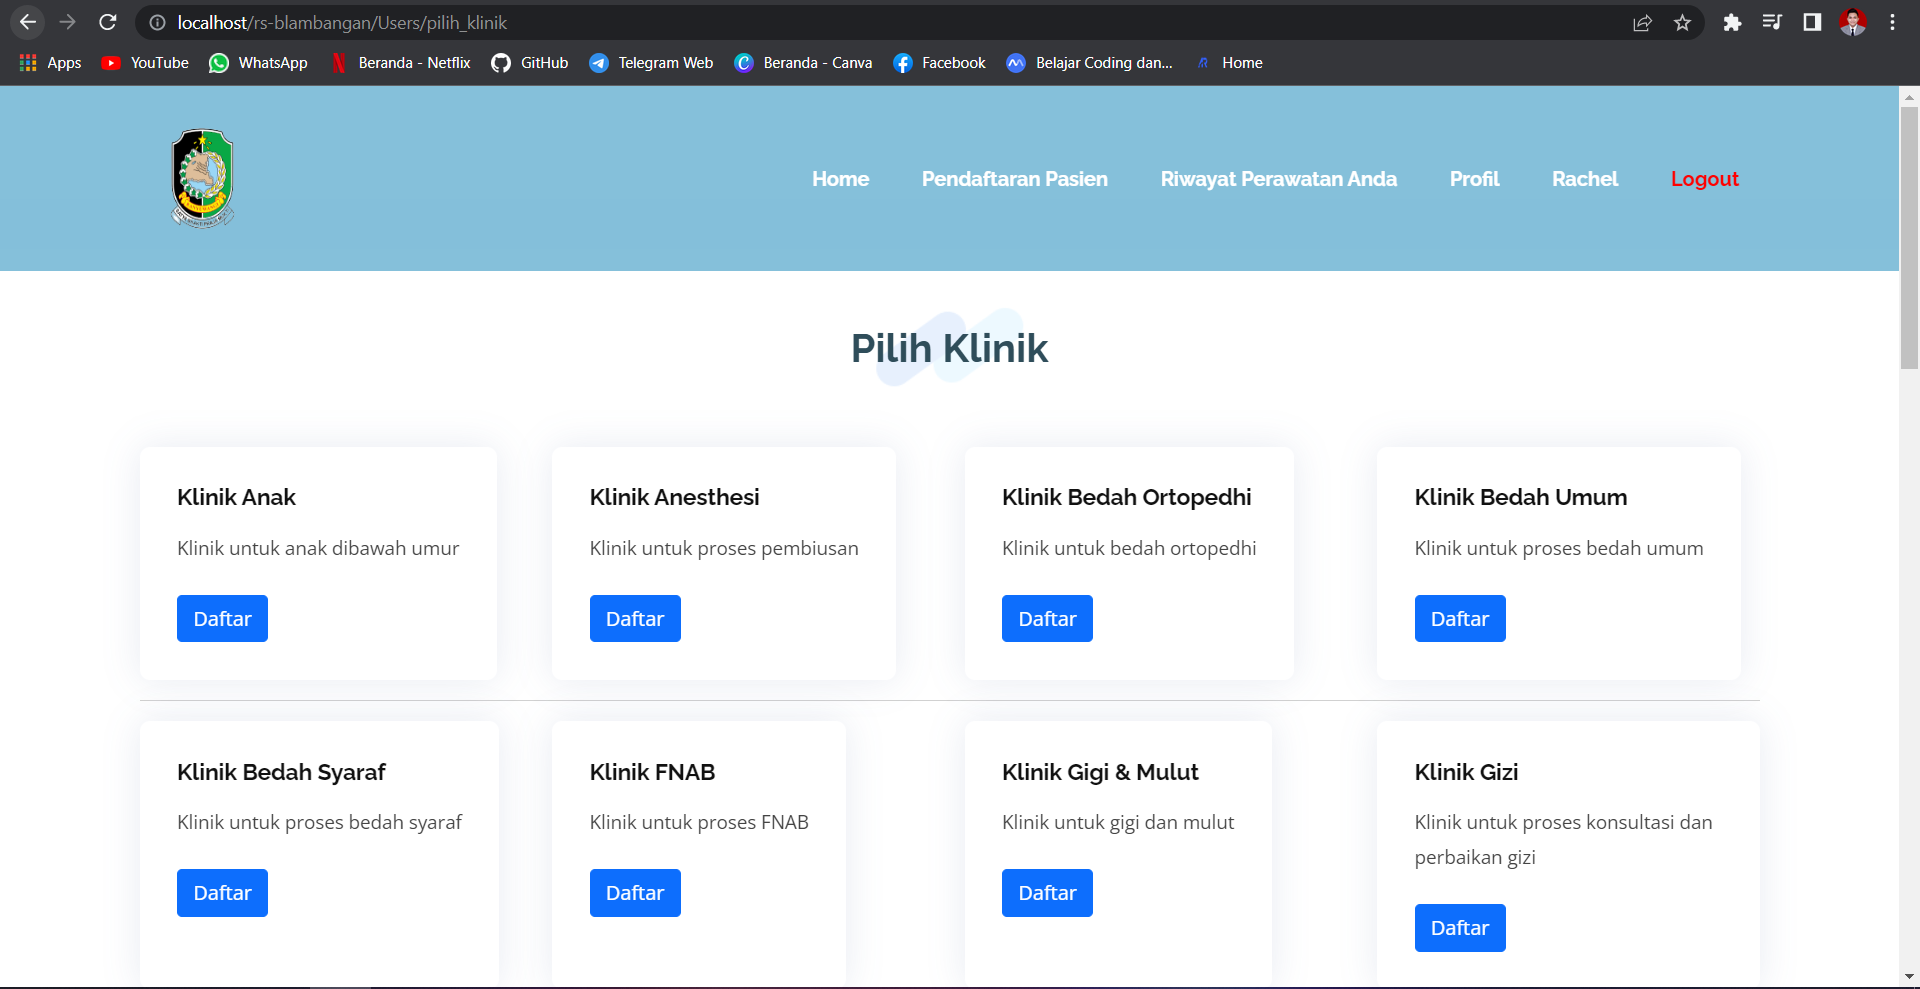 localhost/rs-blambangan/Users/pilih_klinik
Apps YouTube WhatsApp Beranda - Netflix GitHub Telegram Web Beranda - Canva Facebook Belajar Coding dan... Home
Home Pendaftaran Pasien Riwayat Perawatan Anda Profil Rachel Logout
Pilih Klinik
Klinik Anak
Klinik untuk anak dibawah umur
Daftar
Klinik Anesthesi
Klinik untuk proses pembiusan
Daftar
Klinik Bedah Ortopedhi
Klinik untuk bedah ortopedhi
Daftar
Klinik Bedah Umum
Klinik untuk proses bedah umum
Daftar
Klinik Bedah Syaraf
Klinik untuk proses bedah syaraf
Daftar
Klinik FNAB
Klinik untuk proses FNAB
Daftar
Klinik Gigi & Mulut
Klinik untuk gigi dan mulut
Daftar
Klinik Gizi
Klinik untuk proses konsultasi dan
perbaikan gizi
Daftar